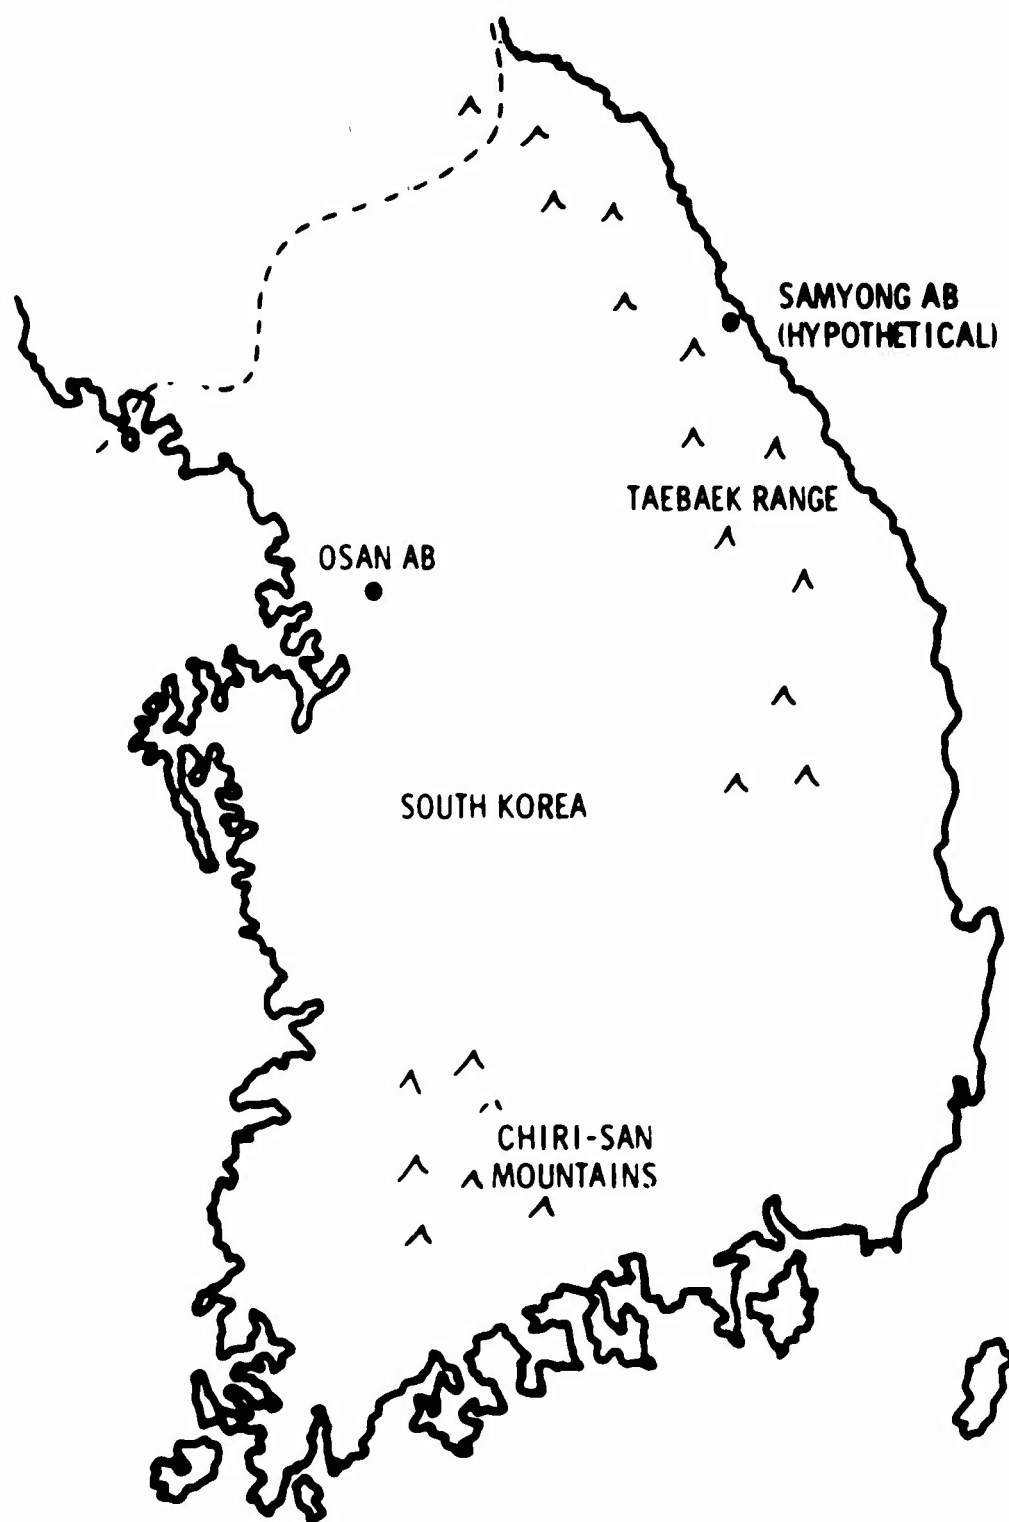 SAMYONG AB
(HYPOTHETICAL)
TAEBAEK RANGE
OSAN AB
SOUTH KOREA
CHIRI-SAN
MOUNTAINS